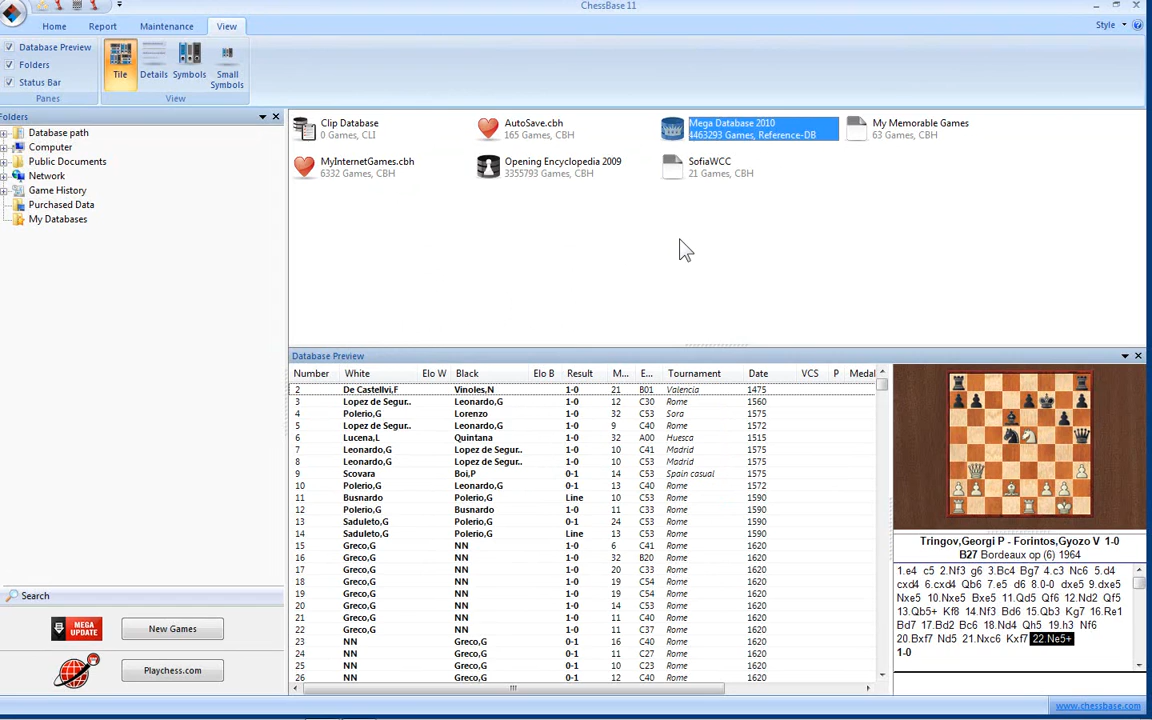 ChessBase 11
Home Report Maintenance View
Style
Database Preview
Folders
Status Bar
Tile Details Symbols Small Symbols
Panes View
Folders
Database path
Computer
Public Documents
Network
Game History
Purchased Data
My Databases
Search
MEGA UPDATE
New Games
Playchess.com
Clip Database
0 Games, CLI
AutoSave.cbh
165 Games, CBH
Mega Database 2010
4463293 Games, Reference-DB
My Memorable Games
63 Games, CBH
MyInternetGames.cbh
6332 Games, CBH
Opening Encyclopedia 2009
3355793 Games, CBH
SofiaWCC
21 Games, CBH
Database Preview
Number White Elo W Black Elo B Result M... E... Tournament Date VCS P Medal
2 De Castellvi,F Vinoles,N 1-0 21 B01 Valencia 1475
3 Lopez de Segur.. Leonardo,G 1-0 12 C30 Rome 1560
4 Polerio,G Lorenzo 1-0 32 C53 Sora 1575
5 Lopez de Segur.. Leonardo,G 1-0 9 C40 Rome 1572
6 Lucena,L Quintana 1-0 32 A00 Huesca 1515
7 Leonardo,G Lopez de Segur.. 1-0 10 C41 Madrid 1575
8 Leonardo,G Lopez de Segur.. 1-0 10 C53 Madrid 1575
9 Scovara Boi,P 0-1 14 C53 Spain casual 1575
10 Polerio,G Leonardo,G 0-1 13 C40 Rome 1572
11 Busnardo Polerio,G Line 10 C53 Rome 1590
12 Polerio,G Busnardo 1-0 11 C33 Rome 1590
13 Saduleto,G Polerio,G 0-1 24 C53 Rome 1590
14 Saduleto,G Polerio,G Line 13 C53 Rome 1590
15 Greco,G NN 1-0 6 C41 Rome 1620
16 Greco,G NN 1-0 32 B20 Rome 1620
17 Greco,G NN 1-0 20 C33 Rome 1620
18 Greco,G NN 1-0 19 C54 Rome 1620
19 Greco,G NN 1-0 19 C54 Rome 1620
20 Greco,G NN 1-0 14 C53 Rome 1620
21 Greco,G NN 1-0 11 C41 Rome 1620
22 Greco,G NN 1-0 11 C37 Rome 1620
23 NN Greco,G 0-1 16 C40 Rome 1620
24 NN Greco,G 0-1 11 C27 Rome 1620
25 NN Greco,G 0-1 10 C23 Rome 1620
26 NN Greco,G 0-1 12 C40 Rome 1620
Tringov,Georgi P - Forintos,Gyozo V 1-0
B27 Bordeaux op (6) 1964
1.e4 c5 2.Nf3 g6 3.Bc4 Bg7 4.c3 Nc6 5.d4
cxd4 6.cxd4 Qb6 7.e5 d6 8.0-0 dxe5 9.dxe5
Nxe5 10.Nxe5 Bxe5 11.Qd5 Qf6 12.Nd2 Qf5
13.Qb5+ Kf8 14.Nf3 Bd6 15.Qb3 Kg7 16.Re1
Bd7 17.Bd2 Bc6 18.Nd4 Qh5 19.h3 Nf6
20.Bxf7 Nd5 21.Nxc6 Kxf7 22.Ne5+
1-0
www.chessbase.com